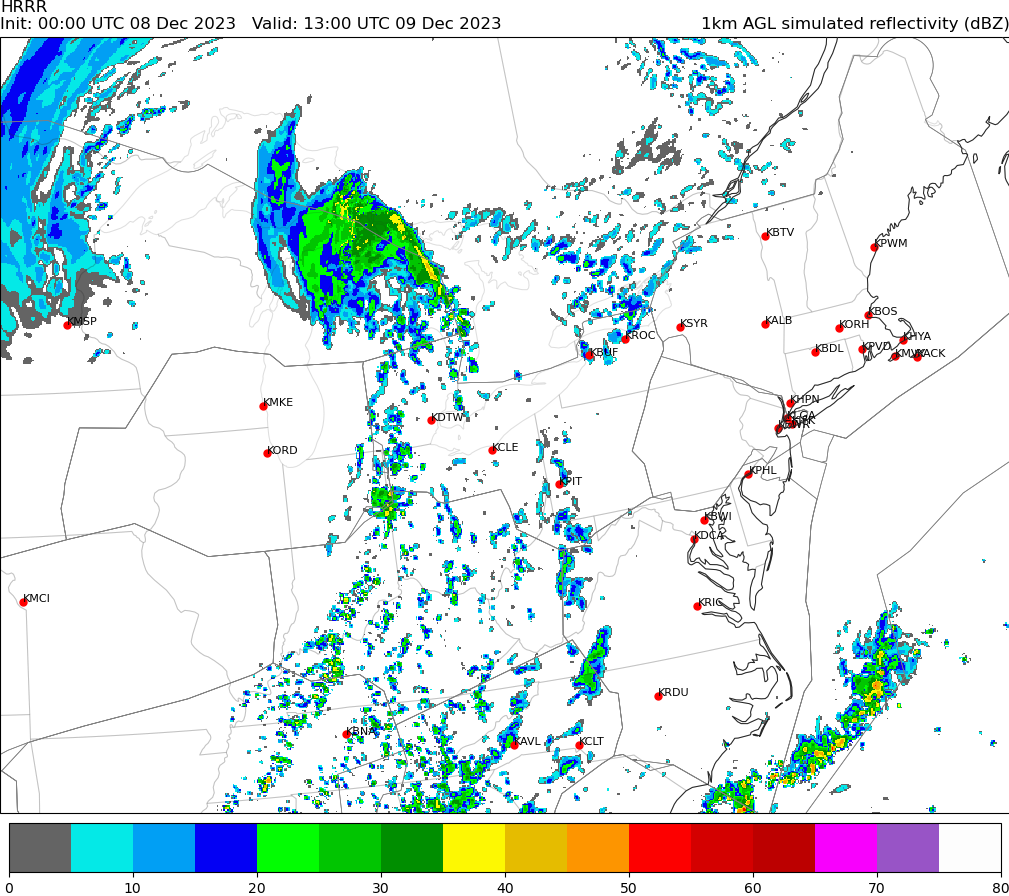 HRRR
Init: 00:00 UTC 08 Dec 2023   Valid: 13:00 UTC 09 Dec 2023   1km AGL simulated reflectivity (dBZ)
KBTV
KPWM
KMSP
KBOS
KALB
KSYR
KORH
KROC
KHYA
KPVD
KBDL
KBUF
KACK
KHPN
KMKE
KLGA
KDTW
KORD
KCLE
KPHL
KPIT
KBWI
KDCA
KMCI
KRIC
KRDU
KBNA
KAVL
KCLT
0 10 20 30 40 50 60 70 80